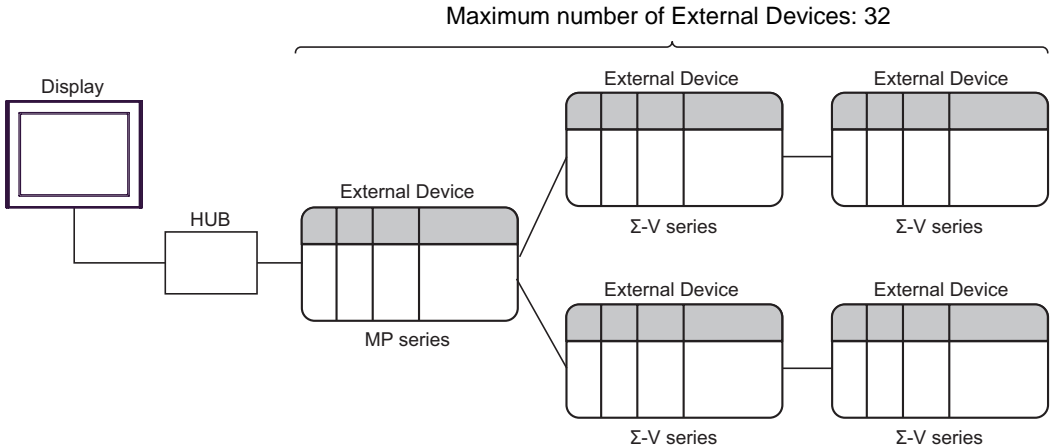 Maximum number of External Devices: 32
Display
External Device
External Device
External Device
HUB
Σ-V series
Σ-V series
External Device
External Device
MP series
Σ-V series
Σ-V series